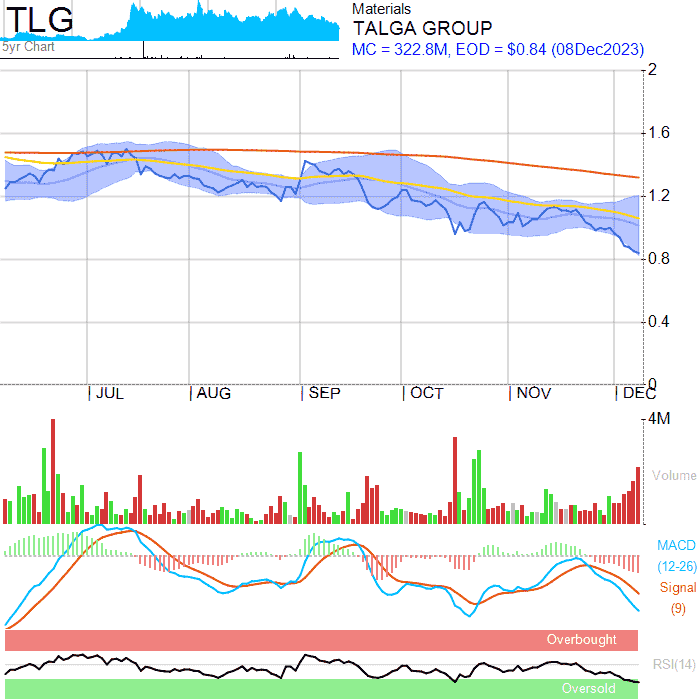 TLG
5yr Chart
Materials
TALGA GROUP
MC = 322.8M, EOD = $0.84 (08Dec2023)
2
1.6
1.2
0.8
0.4
0
JUL AUG SEP OCT NOV DEC
4M
Volume
MACD
(12-26)
Signal
(9)
Overbought
RSI(14)
Oversold